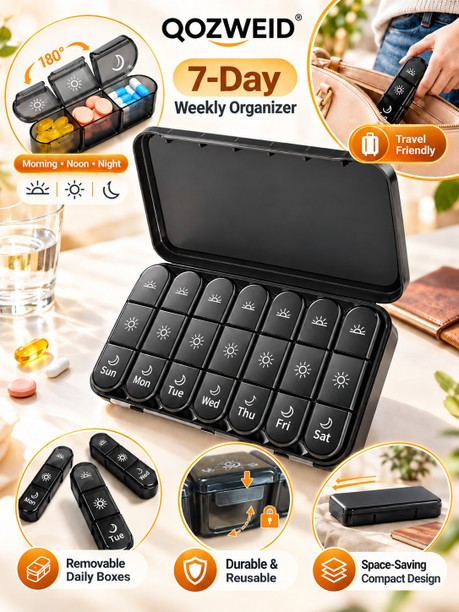 QOZWEID®
7-Day
Weekly Organizer
180°
Morning • Noon • Night
Travel
Friendly
Sun
Mon
Tue
Wed
Thu
Fri
Sat
Mon
Tue
Wed
Removable
Daily Boxes
Durable &
Reusable
Space-Saving
Compact Design